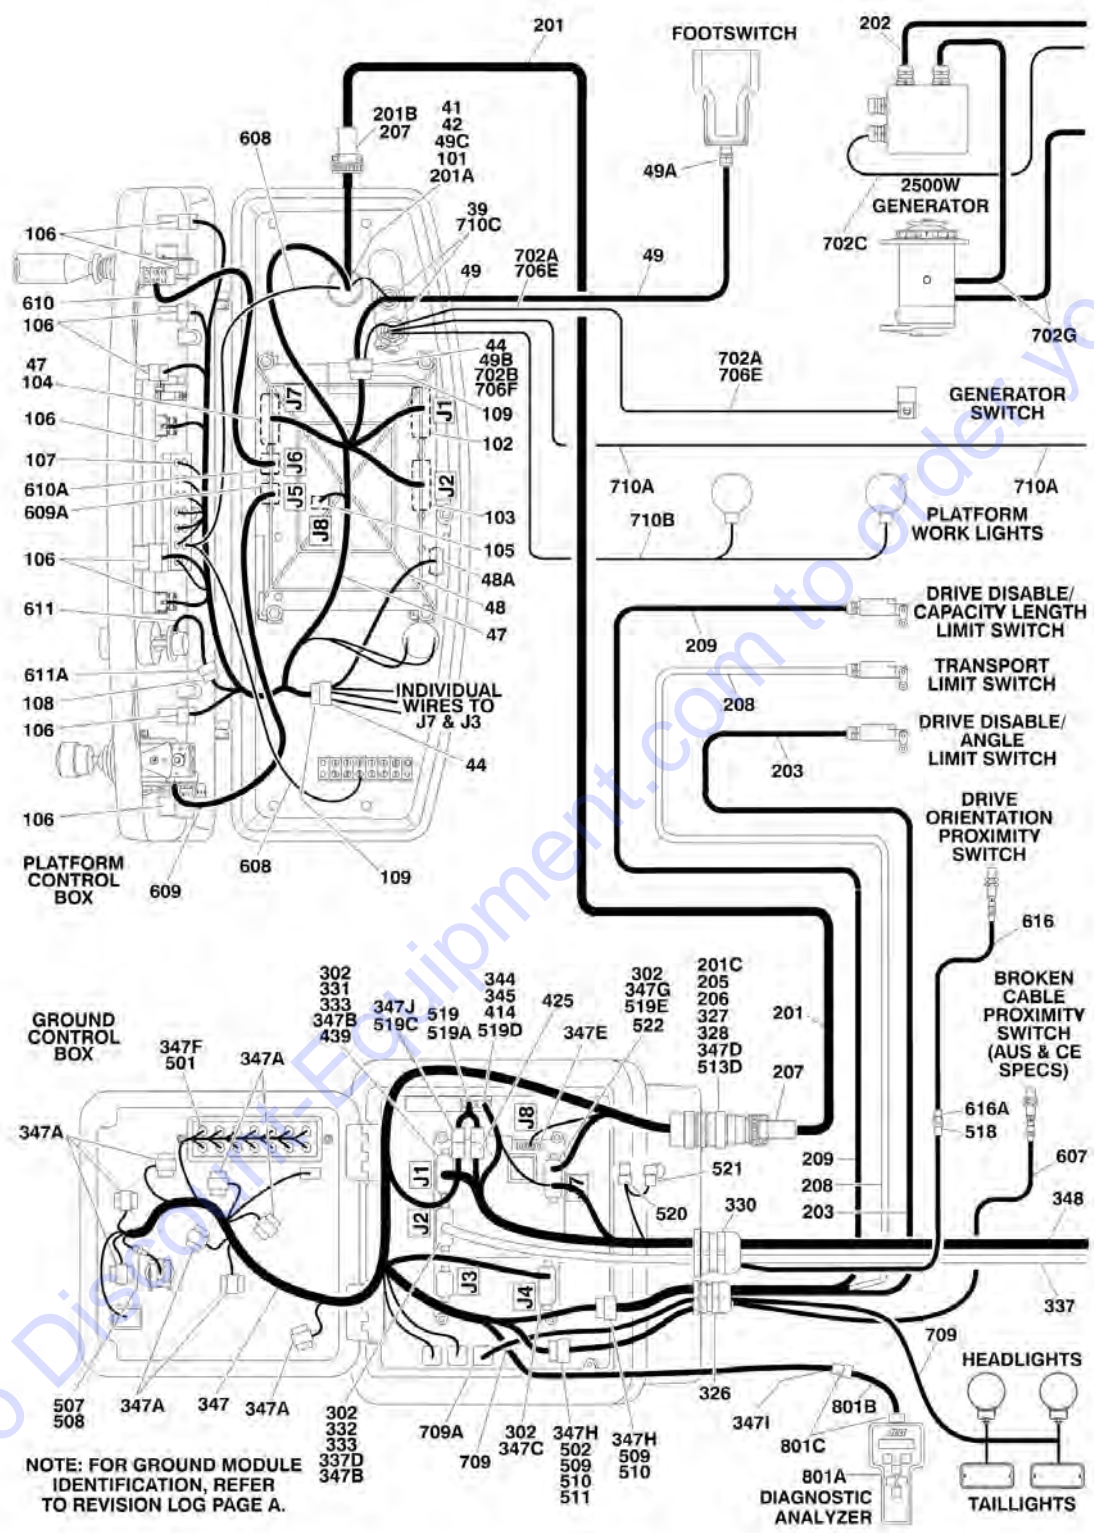 201
FOOTSWITCH
202
201B
207
41
42
49C
101
201A
608
49A
2500W
GENERATOR
702C
39
710C
106
702A
706E
49
49
610
106
702G
44
49B
702B
706F
109
702A
706E
GENERATOR
SWITCH
47
104
J7
J1
106
102
107
J6
610A
J5
J2
609A
J8
103
710A
710A
710B
PLATFORM
WORK LIGHTS
105
106
48A
48
611
47
DRIVE DISABLE/
CAPACITY LENGTH
LIMIT SWITCH
209
611A
TRANSPORT
LIMIT SWITCH
108
INDIVIDUAL
WIRES TO
J7 & J3
208
106
DRIVE DISABLE/
ANGLE
LIMIT SWITCH
44
203
106
DRIVE
ORIENTATION
PROXIMITY
SWITCH
PLATFORM
CONTROL
BOX
609
608
109
616
GROUND
CONTROL
BOX
302
331
333
347B
439
347J
519C
519
519A
344
345
414
519D
425
347E
302
347G
519E
522
201C
205
206
327
328
347D
513D
201
207
BROKEN
CABLE
PROXIMITY
SWITCH
(AUS & CE
SPECS)
347F
501
347A
347A
J8
616A
518
J1
7
521
209
607
J2
520
330
208
203
348
J3
J4
337
709
HEADLIGHTS
507
508
347A
347
347A
302
332
333
337D
347B
709A
709
302
347C
347H
502
509
510
511
347H
509
510
326
347I
801B
801C
801A
DIAGNOSTIC
ANALYZER
TAILLIGHTS
NOTE: FOR GROUND MODULE
IDENTIFICATION, REFER
TO REVISION LOG PAGE A.
to Discount-Equipment.com to order yo